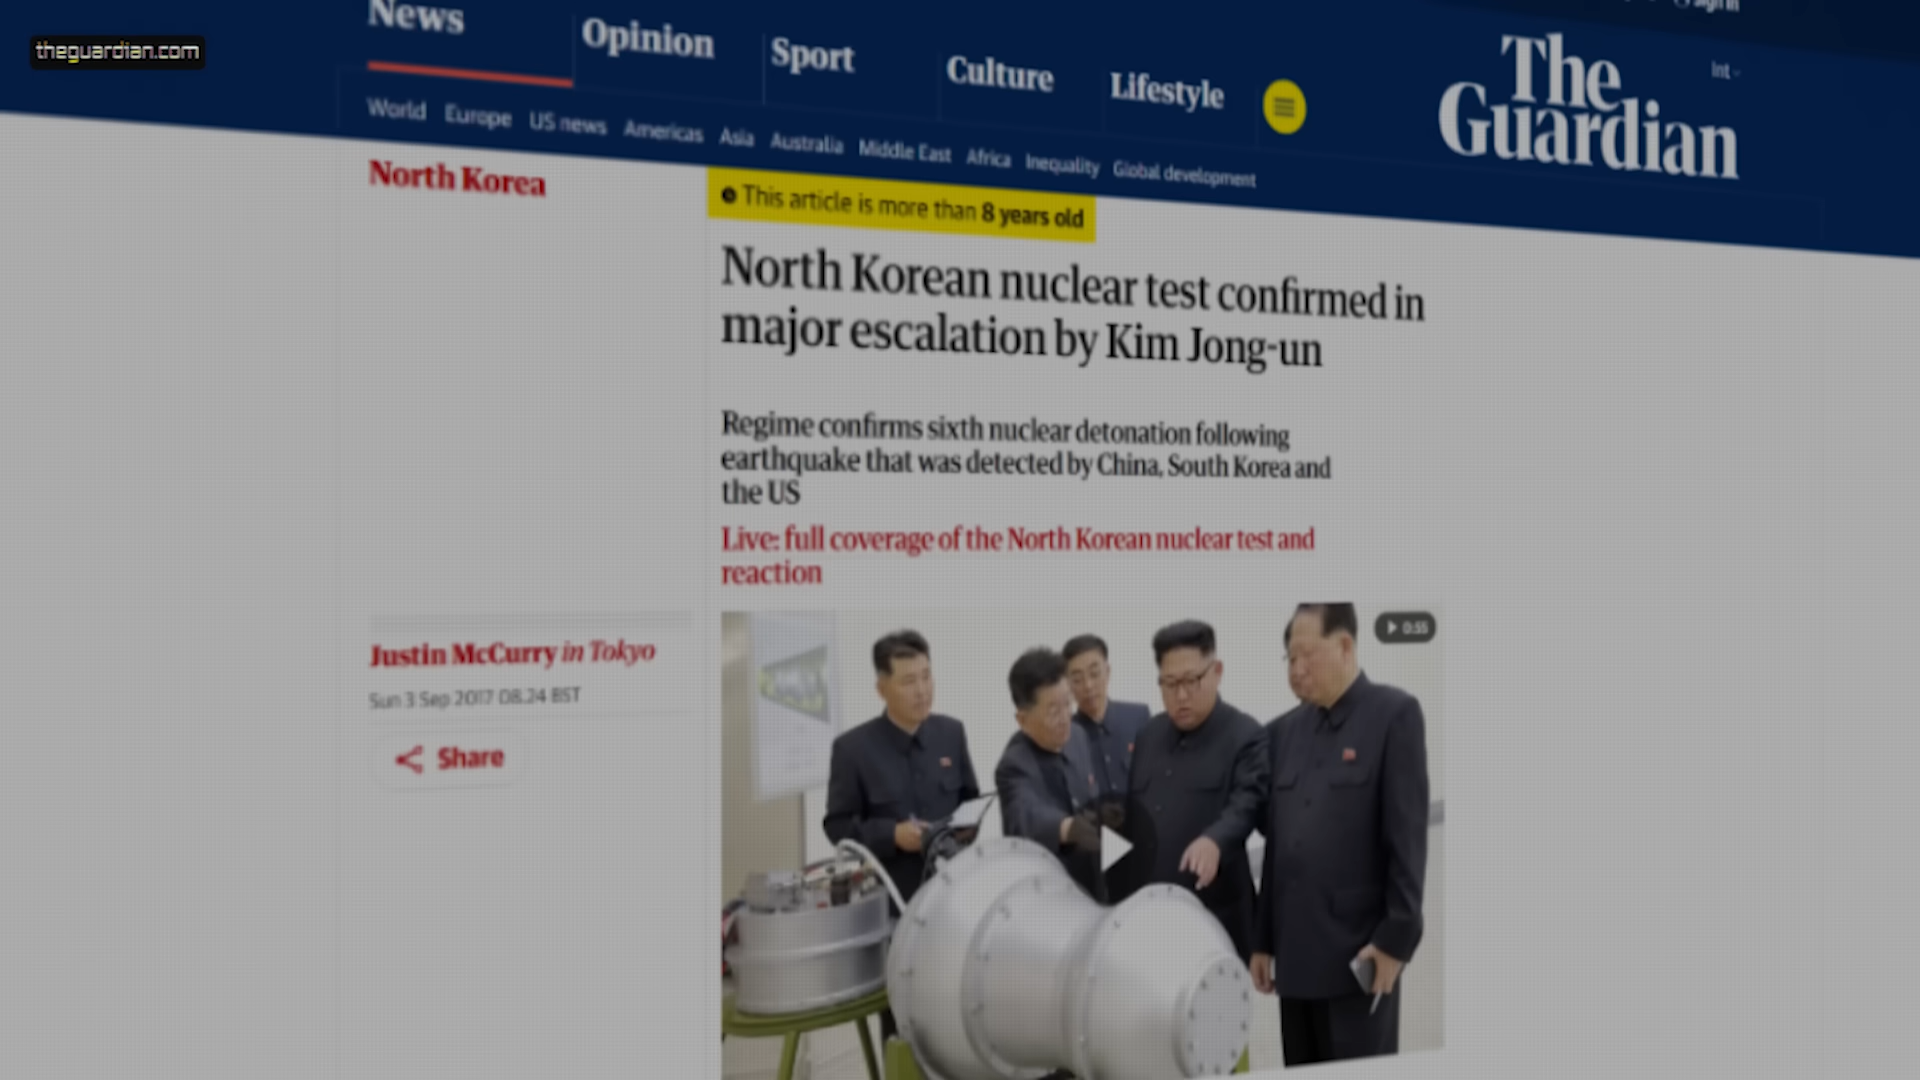 theguardian.com
News
Opinion
Sport
Culture
Lifestyle
The
Guardian
Int
World
Europe
US news
Americas
Asia
Australia
Middle East
Africa
Inequality
Global development
North Korea
This article is more than 8 years old
North Korean nuclear test confirmed in
major escalation by Kim Jong-un
Regime confirms sixth nuclear detonation following
earthquake that was detected by China, South Korea and
the US
Live: full coverage of the North Korean nuclear test and
reaction
Justin McCurry in Tokyo
Sun 3 Sep 2017 08.24 BST
Share
0:55